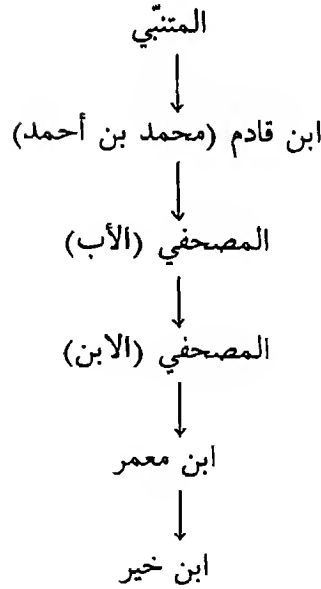 المتنبّي
ابن قادم (محمد بن أحمد)
المصحفي (الأب)
المصحفي (الابن)
ابن معمر
ابن خير